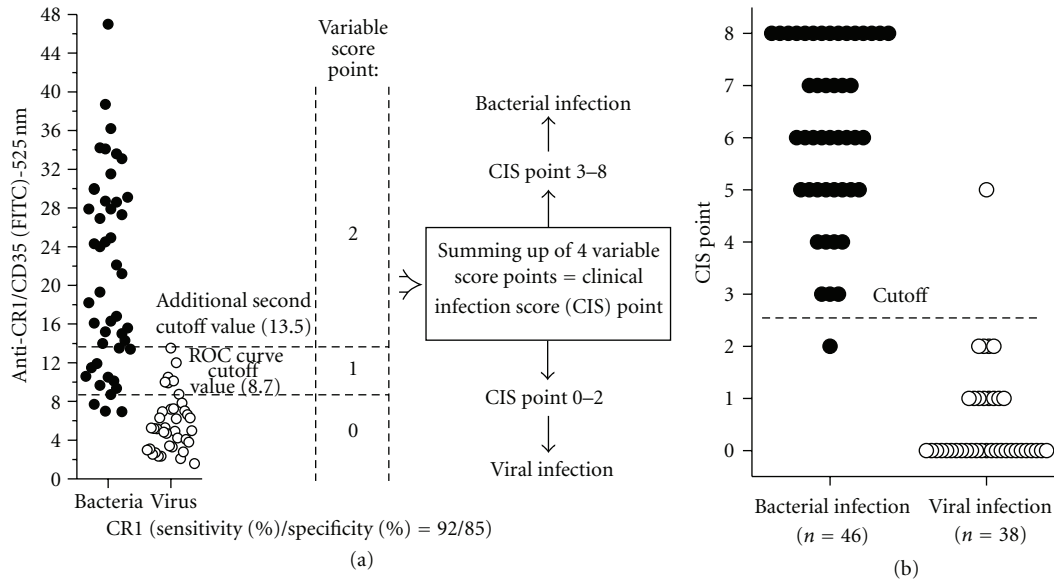 48
44
40
36
32
28
24
20
16
12
8
4
0
Anti-CR1/CD35 (FITC)-525 nm
Bacteria Virus
Additional second
cutoff value (13.5)
ROC curve
cutoff
value (8.7)
Variable
score
point:
2
1
0
Bacterial infection
CIS point 3–8
Summing up of 4 variable
score points = clinical
infection score (CIS) point
CIS point 0–2
Viral infection
CR1 (sensitivity (%)/specificity (%) = 92/85)
(a)
8
7
6
5
4
3
2
1
0
CIS point
Cutoff
Bacterial infection
(n = 46)
Viral infection
(n = 38)
(b)